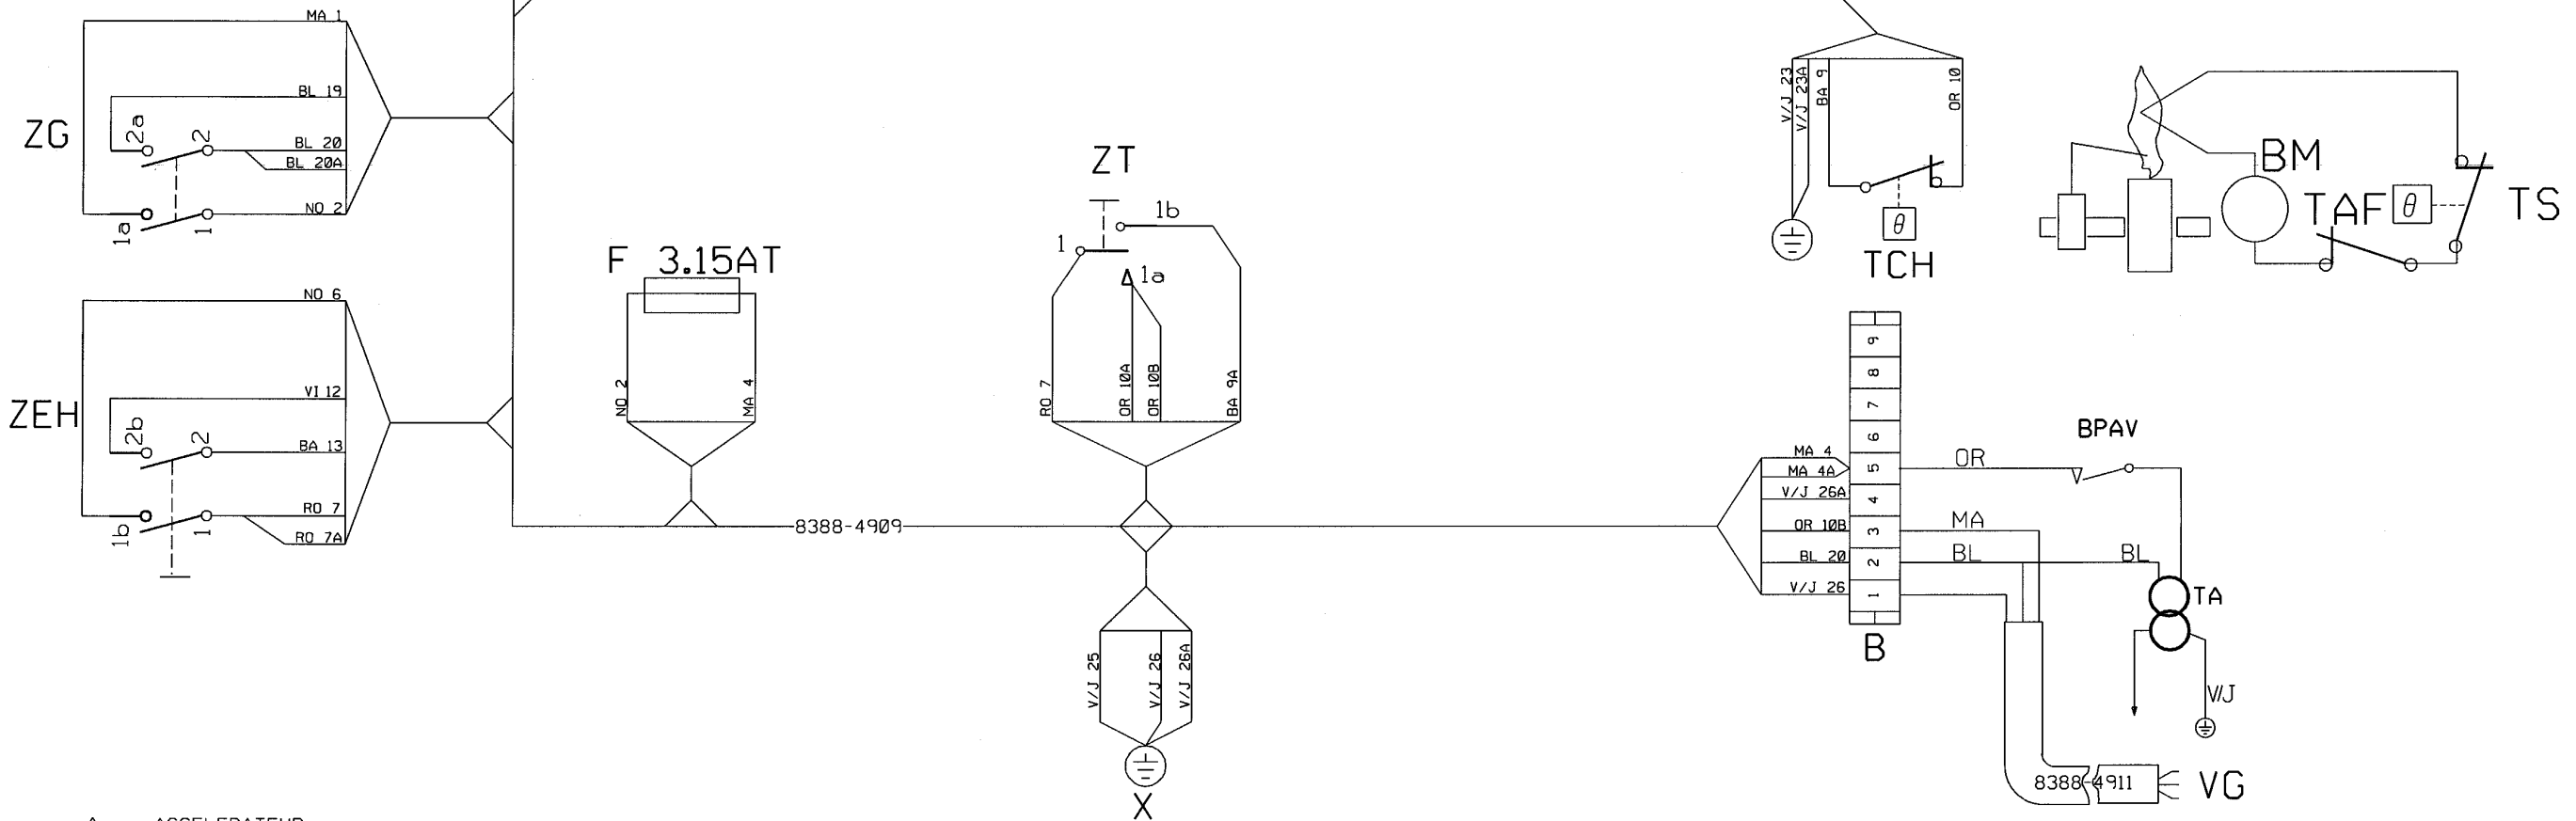 MA 1
BL 19
ZG
2a
2
BL 20
BL 20A
NO 2
1a
1
NO 6
VI 12
ZEH
2b
2
BA 13
RO 7
RO 7A
1b
1
F 3.15AT
NO 2
MA 4
8388-4909
ZT
1b
1
1a
RO 7
OR 10A
OR 10B
BA 9A
V/J 25
V/J 26
V/J 26A
X
V/J 23
V/J 23A
BA 9
OR 10
θ
TCH
BM
TAF
θ
TS
9
8
7
6
5
4
3
2
1
B
MA 4
MA 4A
V/J 26A
OR 10B
BL 20
V/J 26
OR
BPAV
MA
BL
BL
TA
V/J
8388-4911
VG